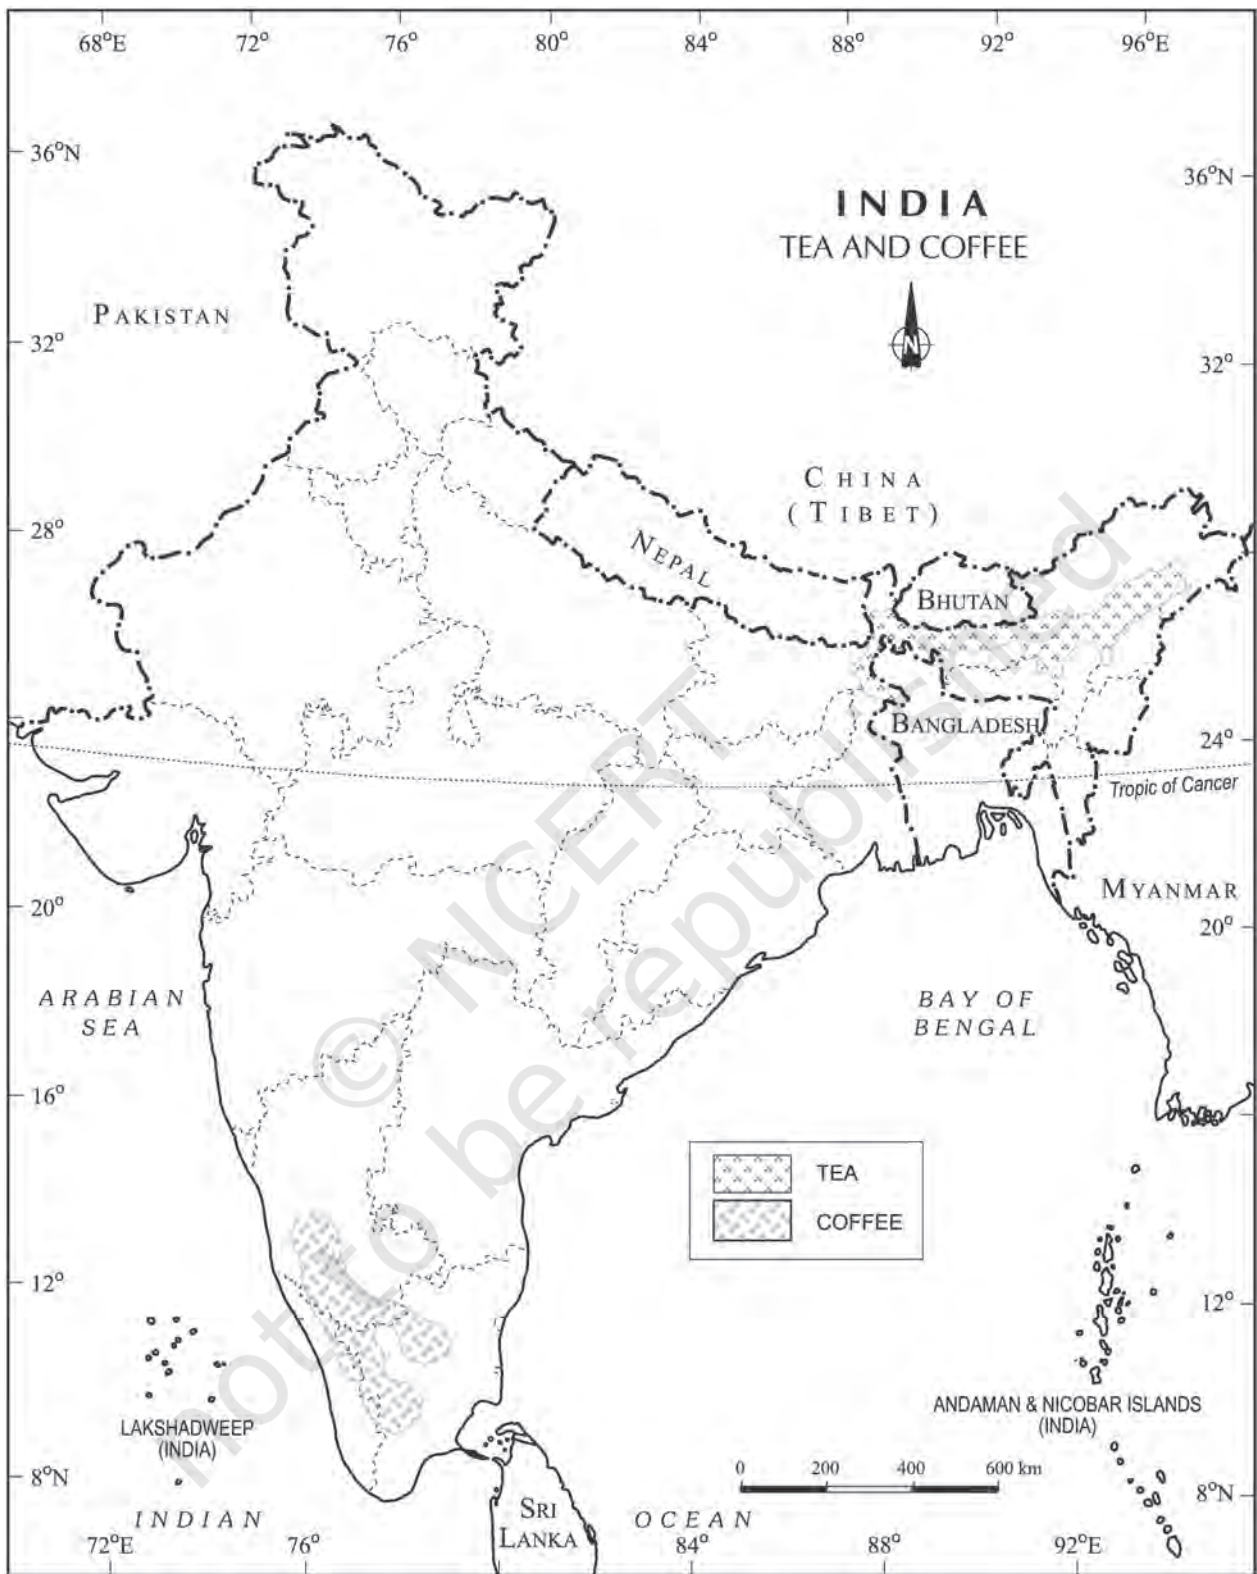 68°E 72° 76° 80° 84° 88° 92° 96°E
36°N
36°N
INDIA
TEA AND COFFEE
N
PAKISTAN
32°
32°
CHINA
(TIBET)
28°
28°
NEPAL
BHUTAN
BANGLADESH
24°
Tropic of Cancer
MYANMAR
20°
20°
ARABIAN
SEA
BAY OF
BENGAL
16°
TEA
COFFEE
12°
12°
LAKSHADWEEP
(INDIA)
ANDAMAN & NICOBAR ISLANDS
(INDIA)
0 200 400 600 km
8°N
8°N
SRI
LANKA
INDIAN OCEAN
72°E 76° 84° 88° 92°E
© NCERT
not to be republished